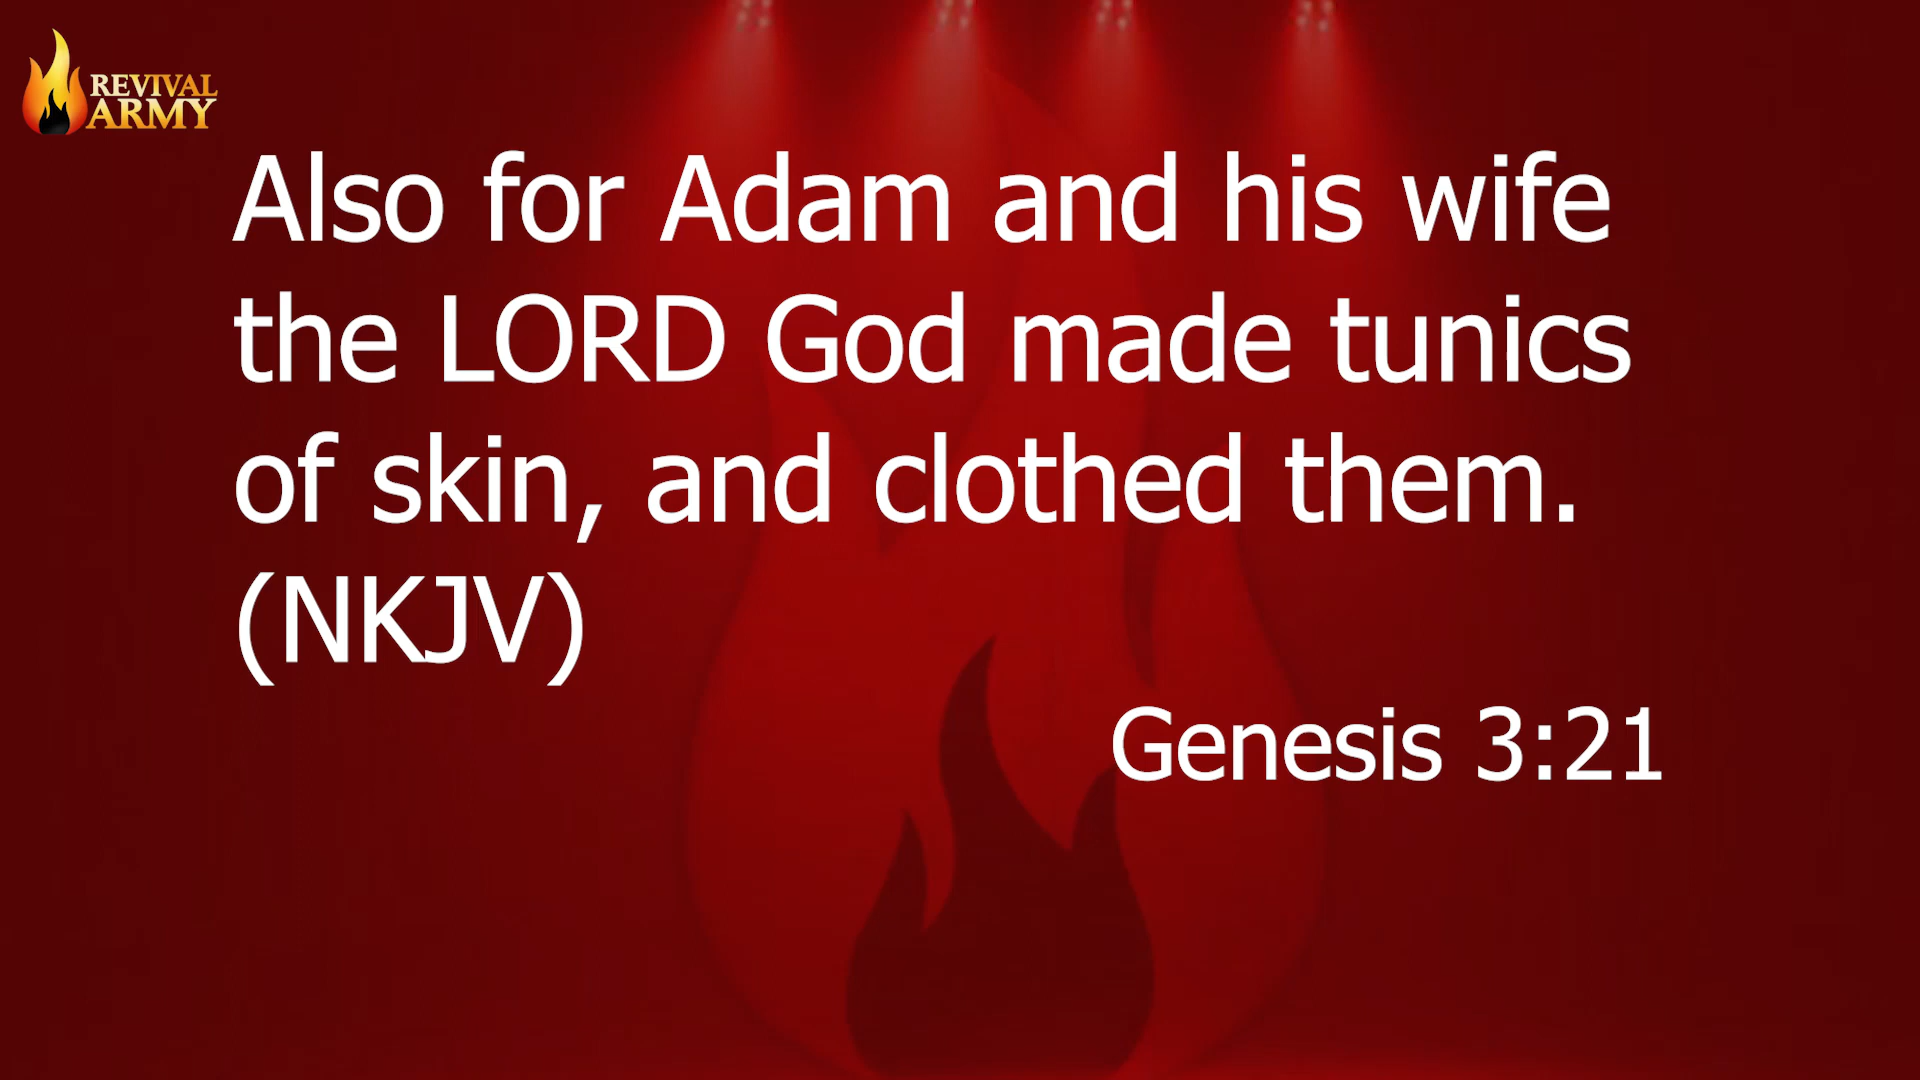 REVIVAL
ARMY
Also for Adam and his wife
the LORD God made tunics
of skin, and clothed them.
(NKJV)
Genesis 3:21